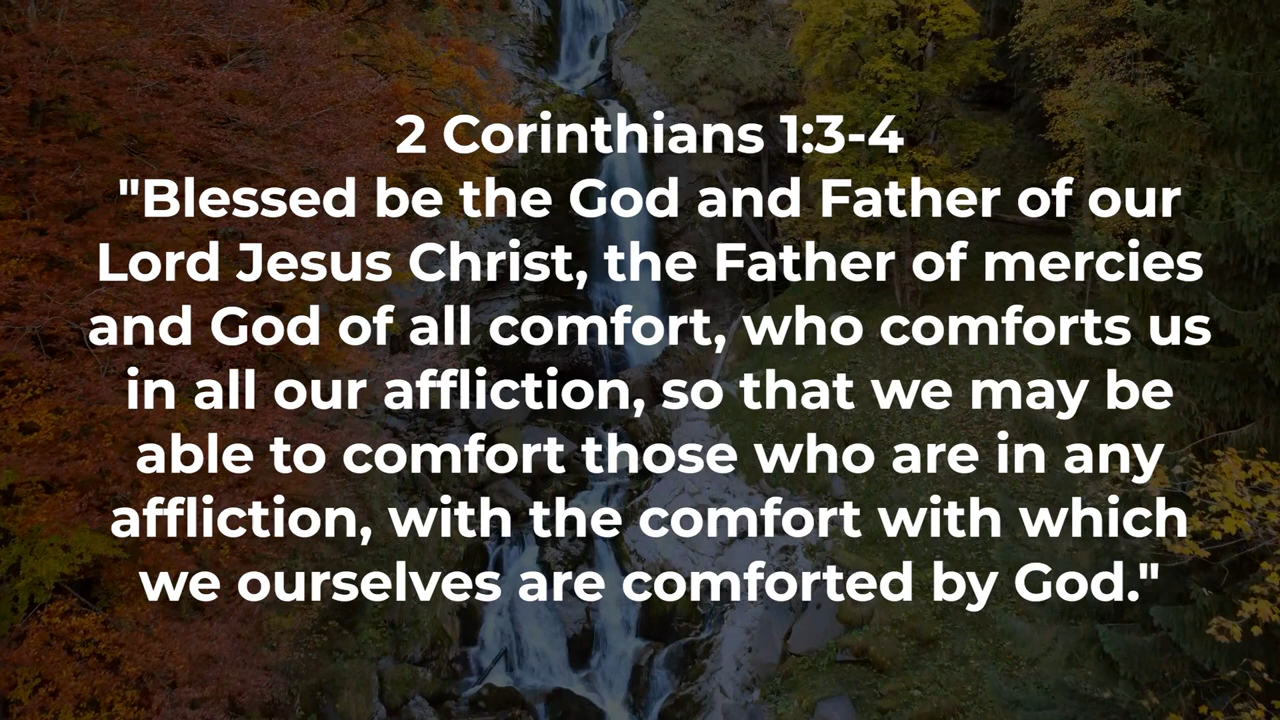 2 Corinthians 1:3-4
"Blessed be the God and Father of our
Lord Jesus Christ, the Father of mercies
and God of all comfort, who comforts us
in all our affliction, so that we may be
able to comfort those who are in any
affliction, with the comfort with which
we ourselves are comforted by God."